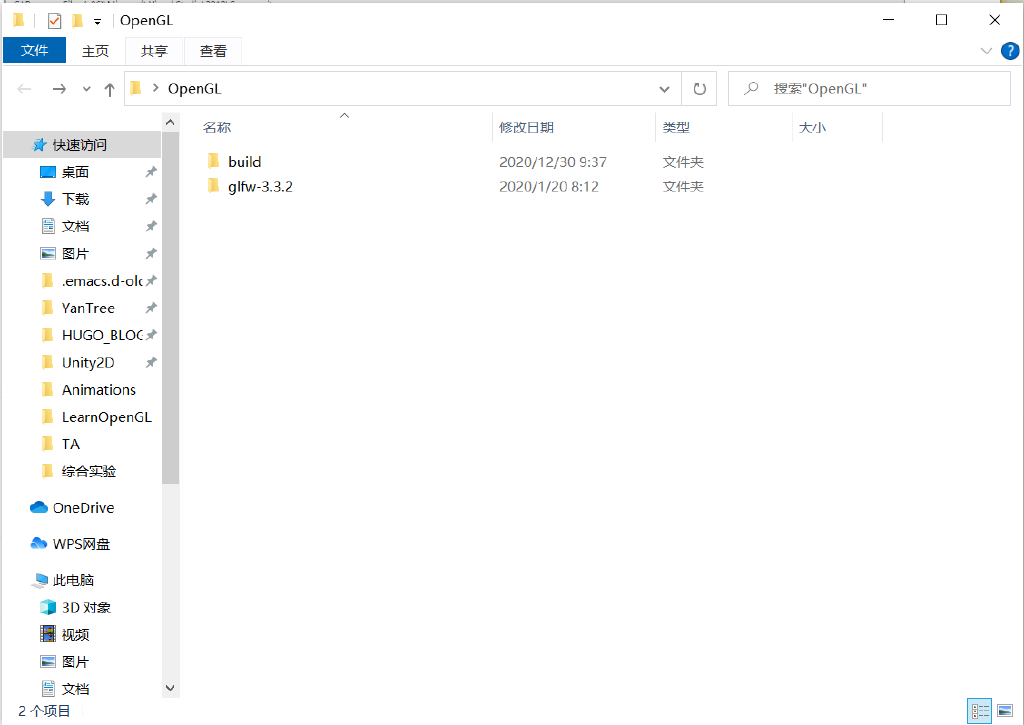 OpenGL
文件 主页 共享 查看
OpenGL 搜索"OpenGL"
名称 修改日期 类型 大小
build 2020/12/30 9:37 文件夹
glfw-3.3.2 2020/1/20 8:12 文件夹
快速访问
桌面
下载
文档
图片
.emacs.d-old
YanTree
HUGO_BLOG
Unity2D
Animations
LearnOpenGL
TA
综合实验
OneDrive
WPS网盘
此电脑
3D 对象
视频
图片
文档
2 个项目